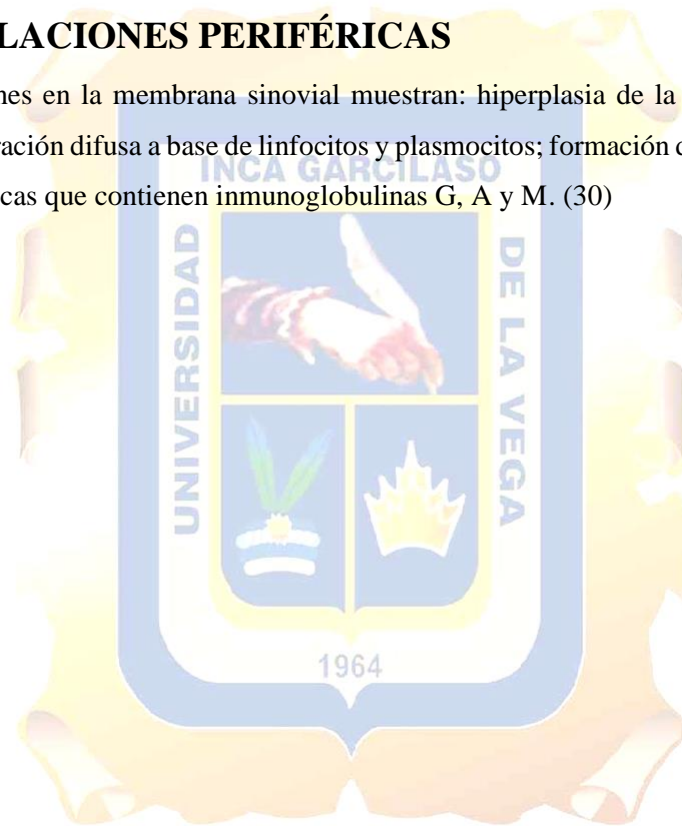 LACIONES PERIFÉRICAS
nes en la membrana sinovial muestran: hiperplasia de la
ración difusa a base de linfocitos y plasmocitos; formación
cas que contienen inmunoglobulinas G, A y M. (30)
INCA GARCILASO
UNIVERSIDAD
DE LA VEGA
1964